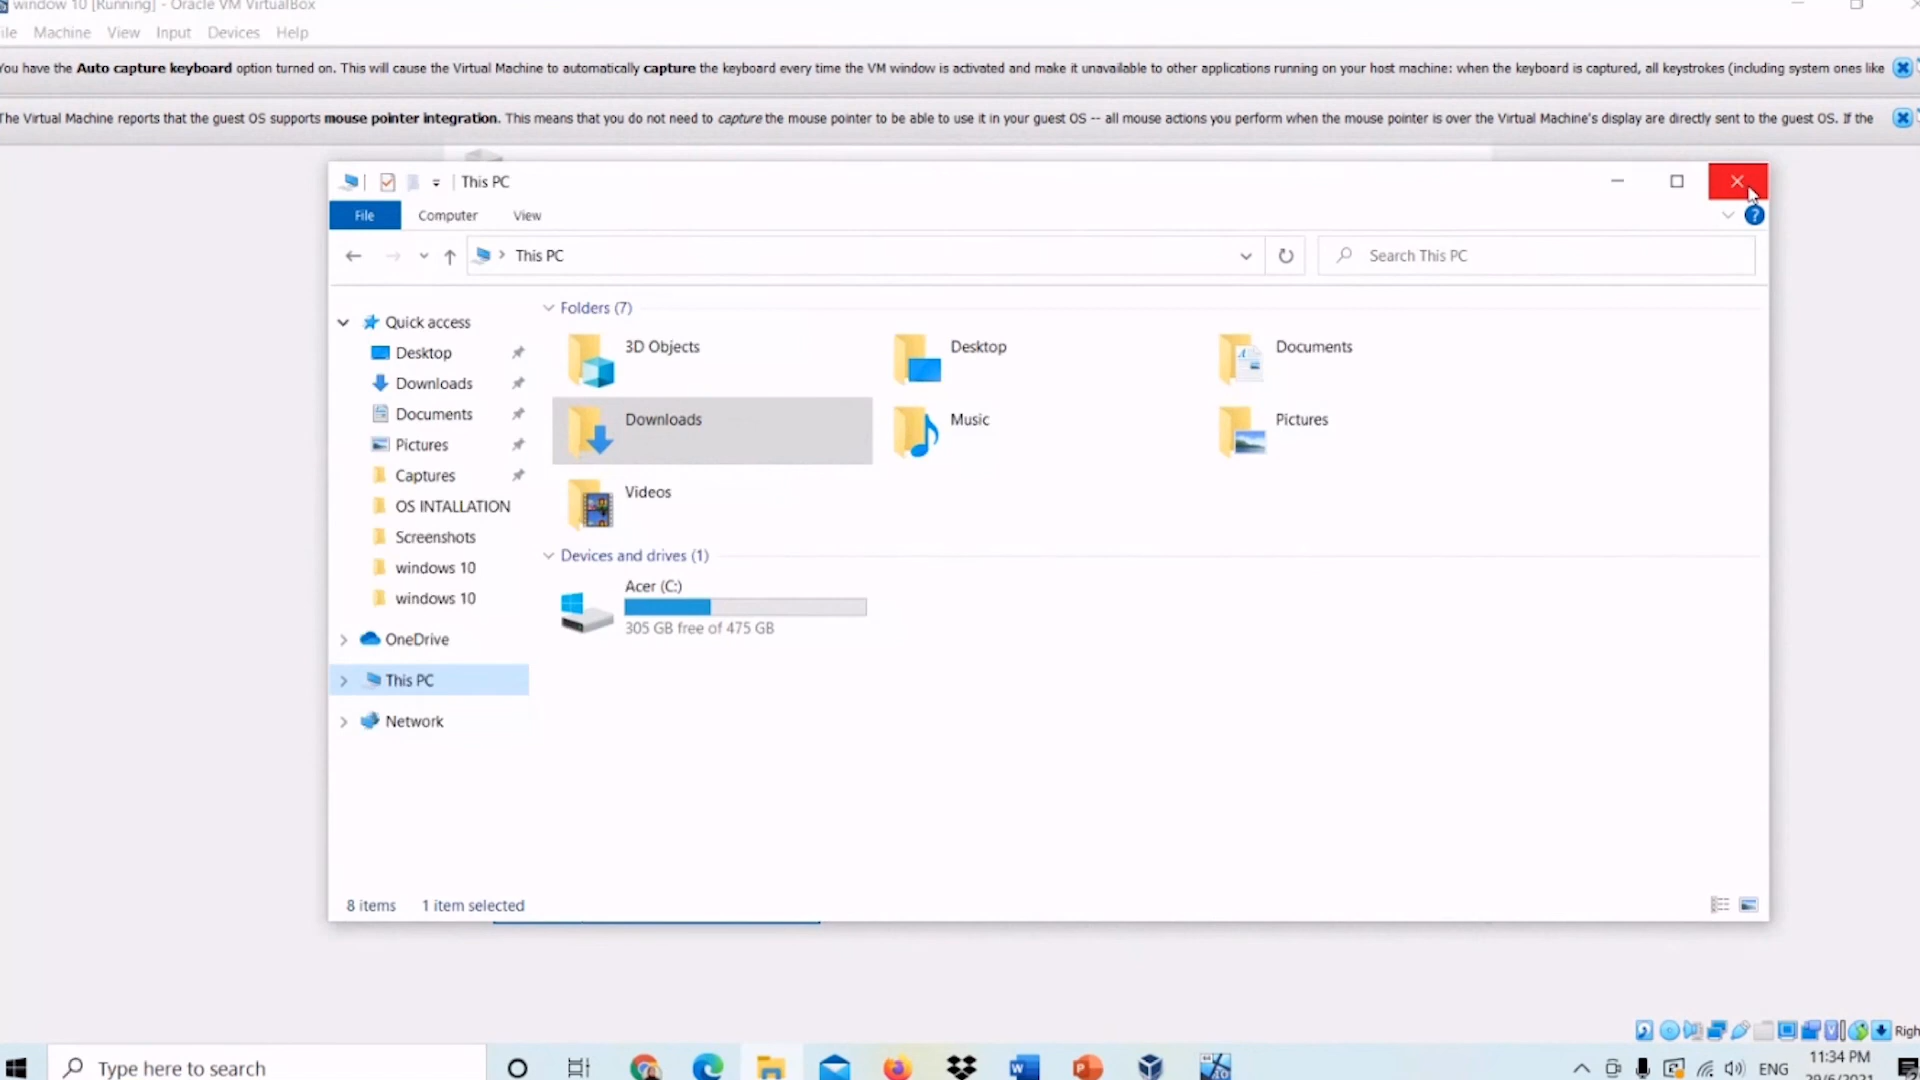 window 10 [Running] - Oracle VM VirtualBox
ile Machine View Input Devices Help
You have the Auto capture keyboard option turned on. This will cause the Virtual Machine to automatically capture the keyboard every time the VM window is activated and make it unavailable to other applications running on your host machine: when the keyboard is captured, all keystrokes (including system ones like
The Virtual Machine reports that the guest OS supports mouse pointer integration. This means that you do not need to capture the mouse pointer to be able to use it in your guest OS -- all mouse actions you perform when the mouse pointer is over the Virtual Machine's display are directly sent to the guest OS. If the
This PC
File Computer View
This PC
Search This PC
Quick access
Desktop
Downloads
Documents
Pictures
Captures
OS INTALLATION
Screenshots
windows 10
windows 10
OneDrive
This PC
Network
Folders (7)
3D Objects
Desktop
Documents
Downloads
Music
Pictures
Videos
Devices and drives (1)
Acer (C:)
305 GB free of 475 GB
8 items 1 item selected
Righ
Type here to search
ENG
11:34 PM
29/6/2021